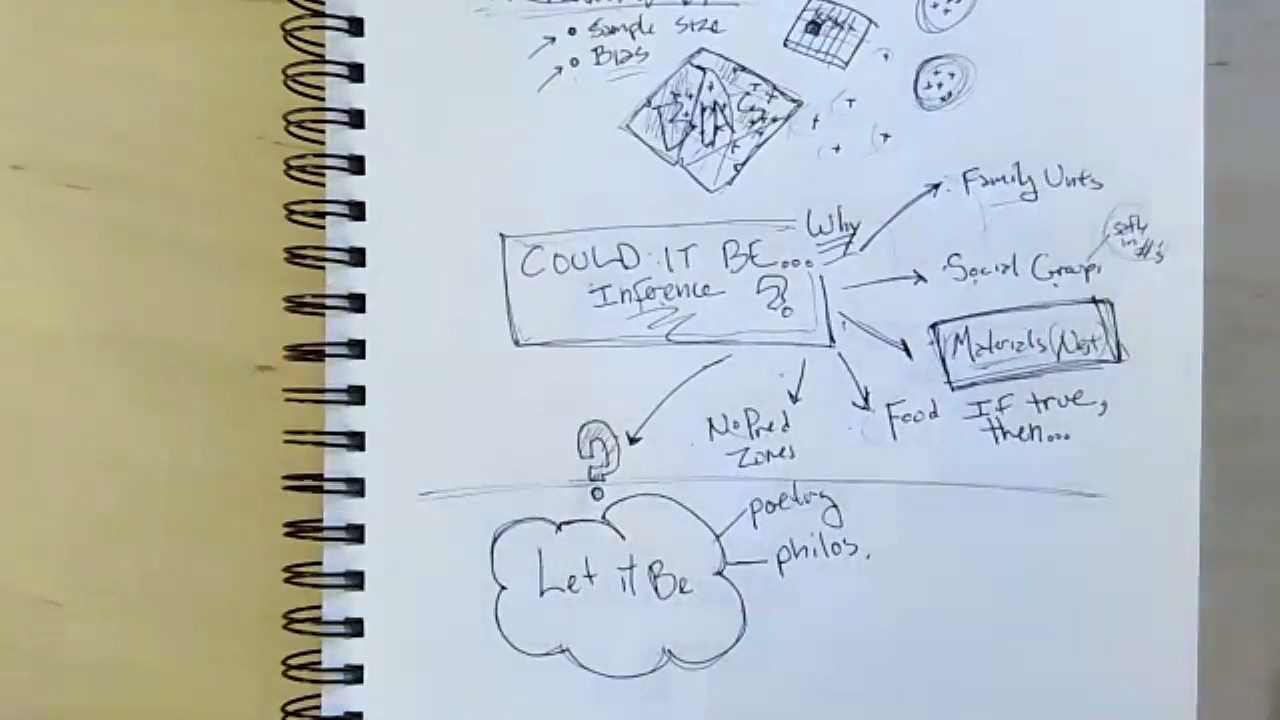 Sample Size
Bias
Family Units
Why
COULD IT BE...
Inference ?
Social Groups
safty
in
#'s
Materials (Nest)
No Pred
Zones
Food
If true,
then...
?
Let it Be
poetry
philos.